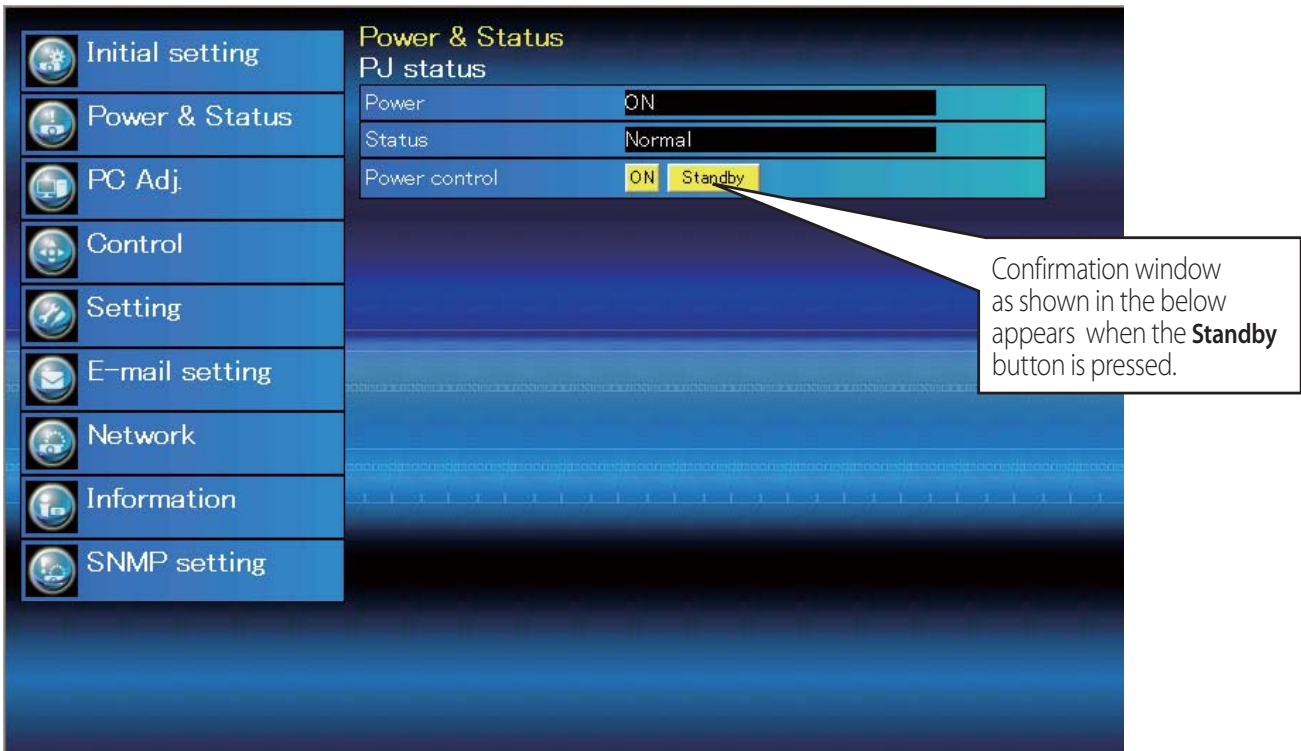 Initial setting
Power & Status
PC Adj.
Control
Setting
E-mail setting
Network
Information
SNMP setting
Power & Status
PJ status
Power ON
Status Normal
Power control ON Standby
Confirmation window
as shown in the below
appears when the Standby
button is pressed.